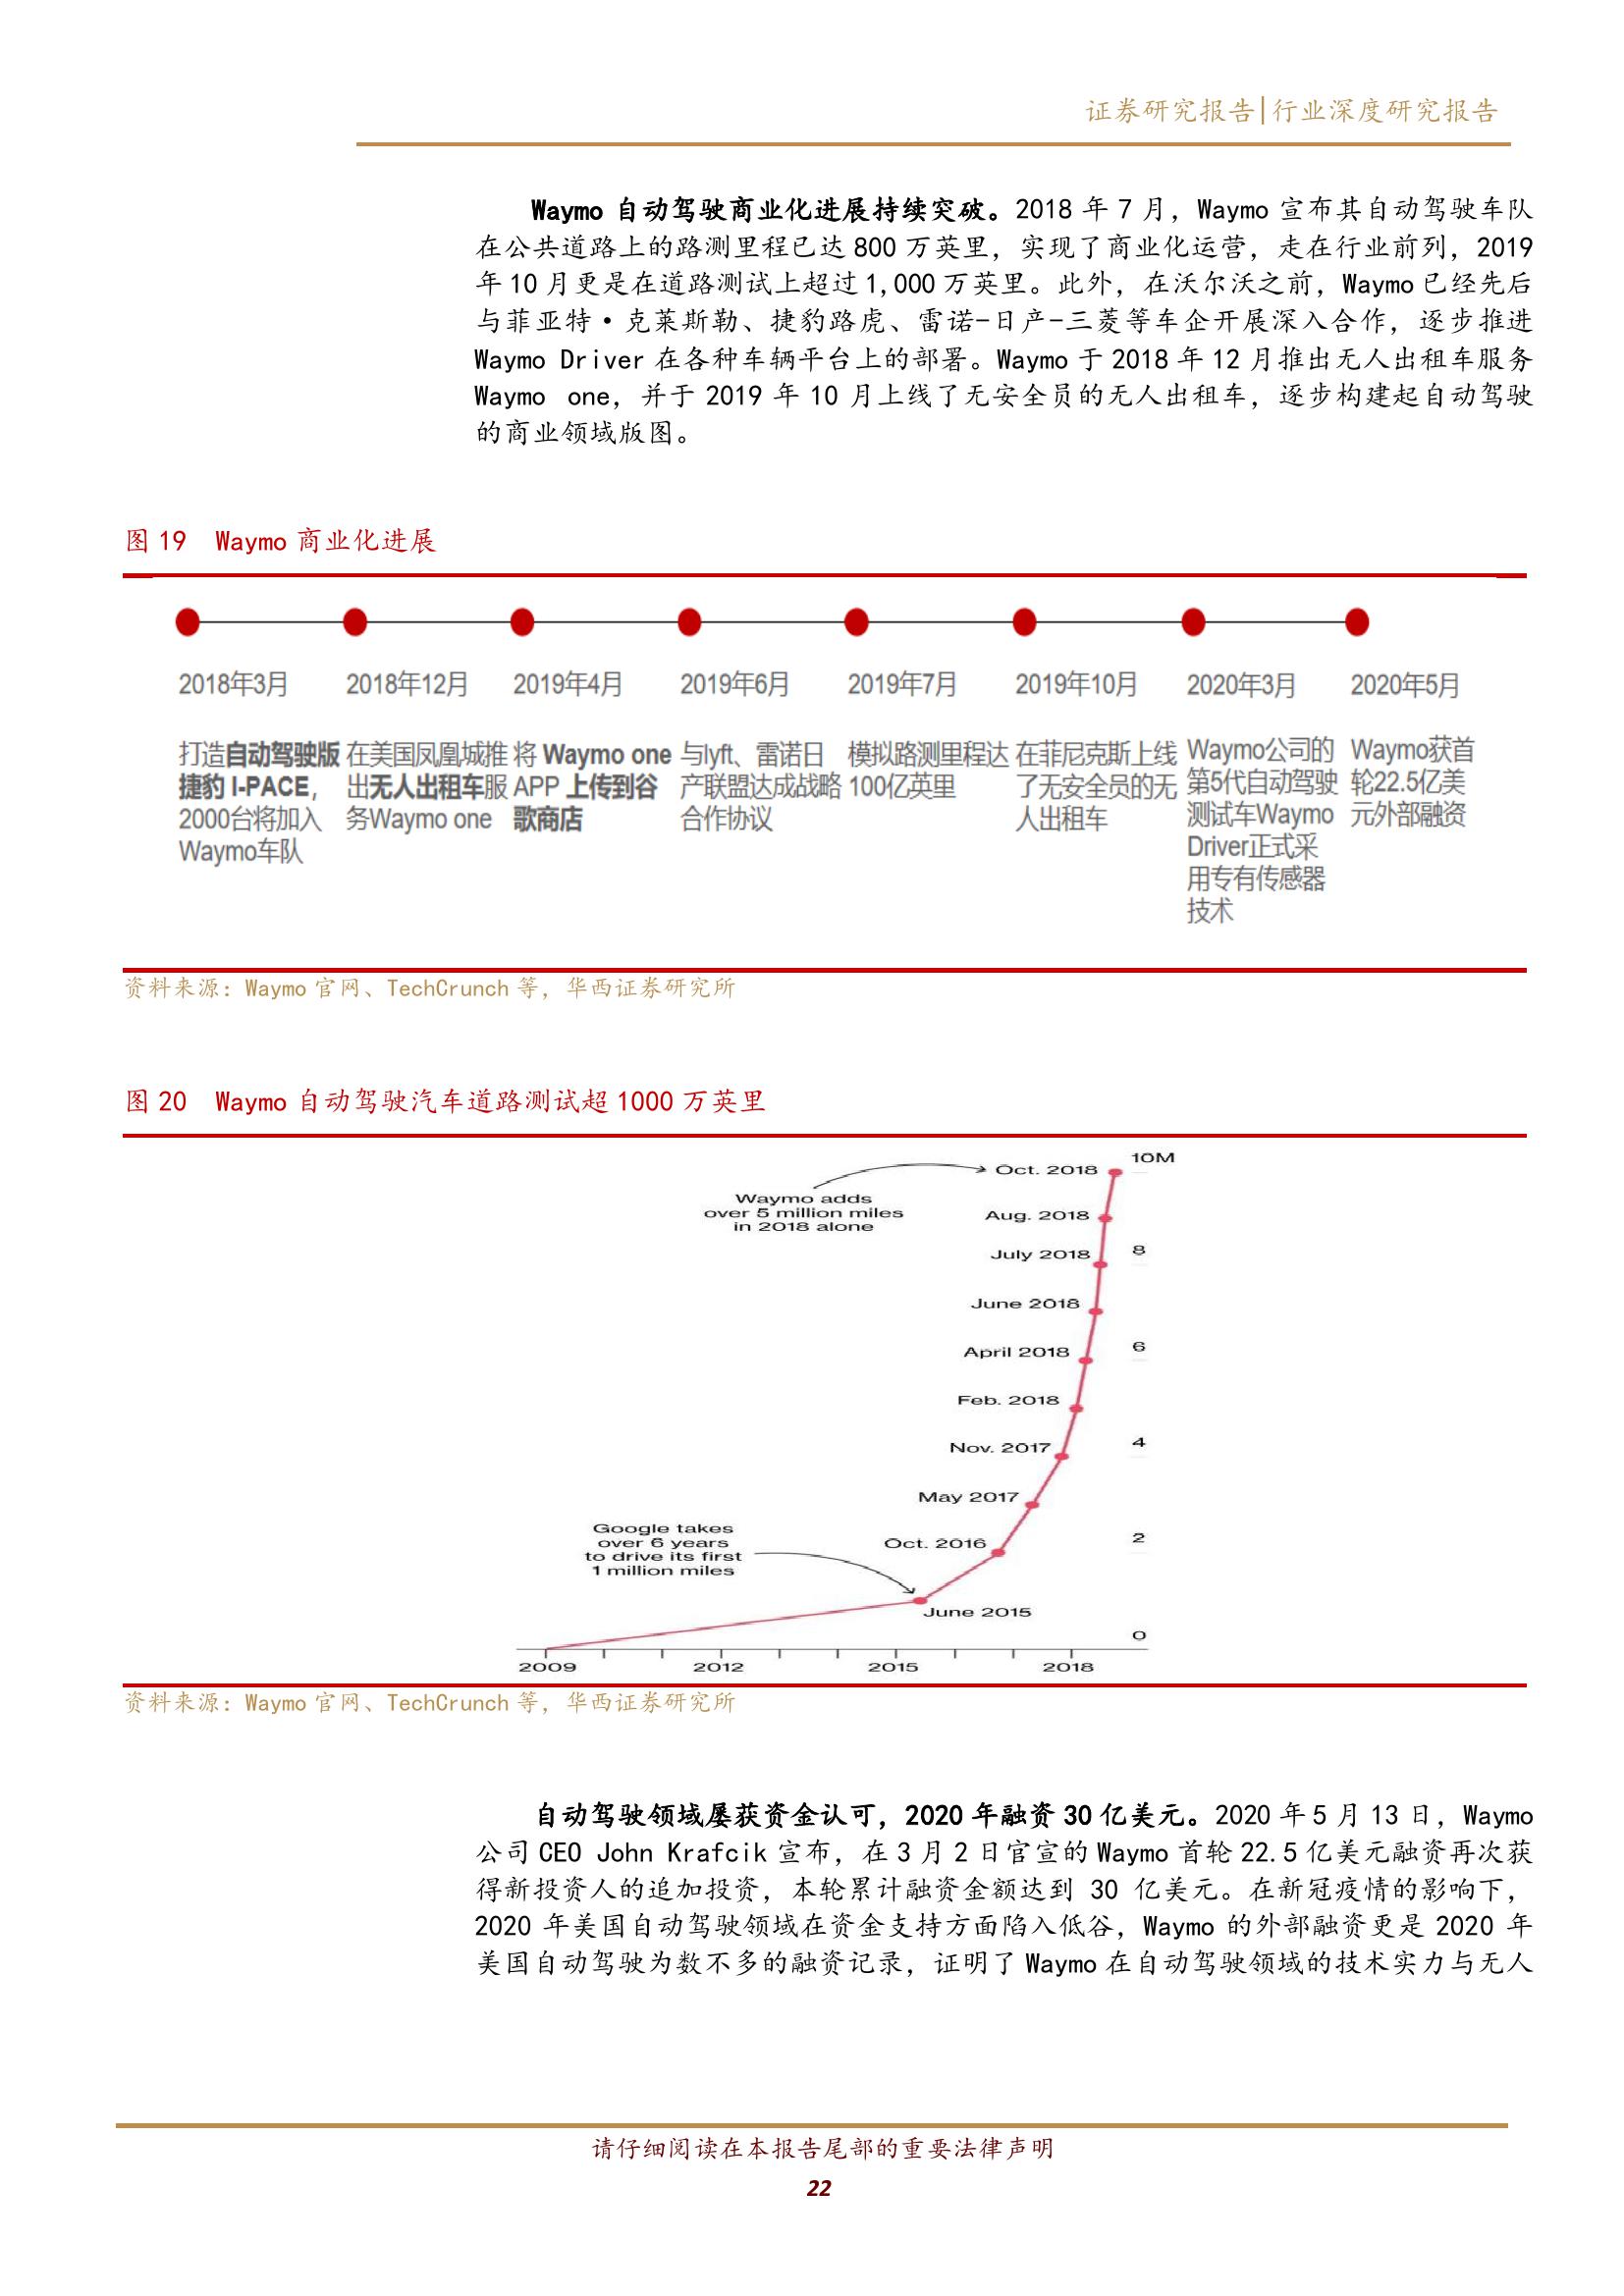 证券研究报告|行业深度研究报告
Waymo 自动驾驶商业化进展持续突破。2018 年 7 月，Waymo 宣布其自动驾驶车队
在公共道路上的路测里程已达 800 万英里，实现了商业化运营，走在行业前列，2019
年 10 月更是在道路测试上超过 1,000 万英里。此外，在沃尔沃之前，Waymo 已经先后
与菲亚特·克莱斯勒、捷豹路虎、雷诺-日产-三菱等车企开展深入合作，逐步推进
Waymo Driver 在各种车辆平台上的部署。Waymo 于 2018 年 12 月推出无人出租车服务
Waymo one，并于 2019 年 10 月上线了无安全员的无人出租车，逐步构建起自动驾驶
的商业领域版图。
图 19 Waymo 商业化进展
2018年3月
打造自动驾驶版
捷豹 I-PACE，
2000台将加入
Waymo车队
2018年12月
在美国凤凰城推
出无人出租车服
务Waymo one
2019年4月
将 Waymo one
APP 上传到谷
歌商店
2019年6月
与lyft、雷诺日
产联盟达成战略
合作协议
2019年7月
模拟路测里程达
100亿英里
2019年10月
在菲尼克斯上线
了无安全员的无
人出租车
2020年3月
Waymo公司的
第5代自动驾驶
测试车Waymo
Driver正式采
用专有传感器
技术
2020年5月
Waymo获首
轮22.5亿美
元外部融资
资料来源：Waymo 官网、TechCrunch 等，华西证券研究所
图 20 Waymo 自动驾驶汽车道路测试超 1000 万英里
10M
Oct. 2018
Waymo adds
over 5 million miles
in 2018 alone
Aug. 2018
July 2018
8
June 2018
April 2018
6
Feb. 2018
Nov. 2017
4
May 2017
Google takes
over 6 years
to drive its first
1 million miles
Oct. 2016
2
June 2015
0
2009
2012
2015
2018
资料来源：Waymo 官网、TechCrunch 等，华西证券研究所
自动驾驶领域屡获资金认可，2020 年融资 30 亿美元。2020 年 5 月 13 日，Waymo
公司 CEO John Krafcik 宣布，在 3 月 2 日官宣的 Waymo 首轮 22.5 亿美元融资再次获
得新投资人的追加投资，本轮累计融资金额达到 30 亿美元。在新冠疫情的影响下，
2020 年美国自动驾驶领域在资金支持方面陷入低谷，Waymo 的外部融资更是 2020 年
美国自动驾驶为数不多的融资记录，证明了 Waymo 在自动驾驶领域的技术实力与无人
请仔细阅读在本报告尾部的重要法律声明
22